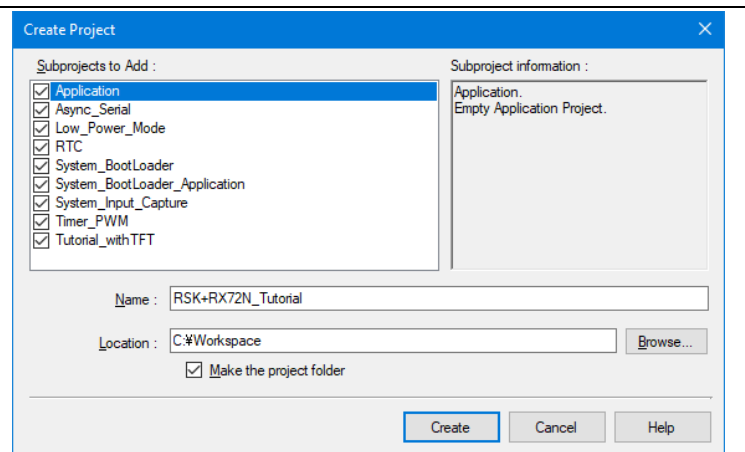 Create Project
Subprojects to Add :
Application
Async_Serial
Low_Power_Mode
RTC
System_BootLoader
System_BootLoader_Application
System_Input_Capture
Timer_PWM
Tutorial_withTFT
Subproject information :
Application.
Empty Application Project.
Name : RSK+RX72N_Tutorial
Location : C:¥Workspace Browse...
Make the project folder
Create Cancel Help